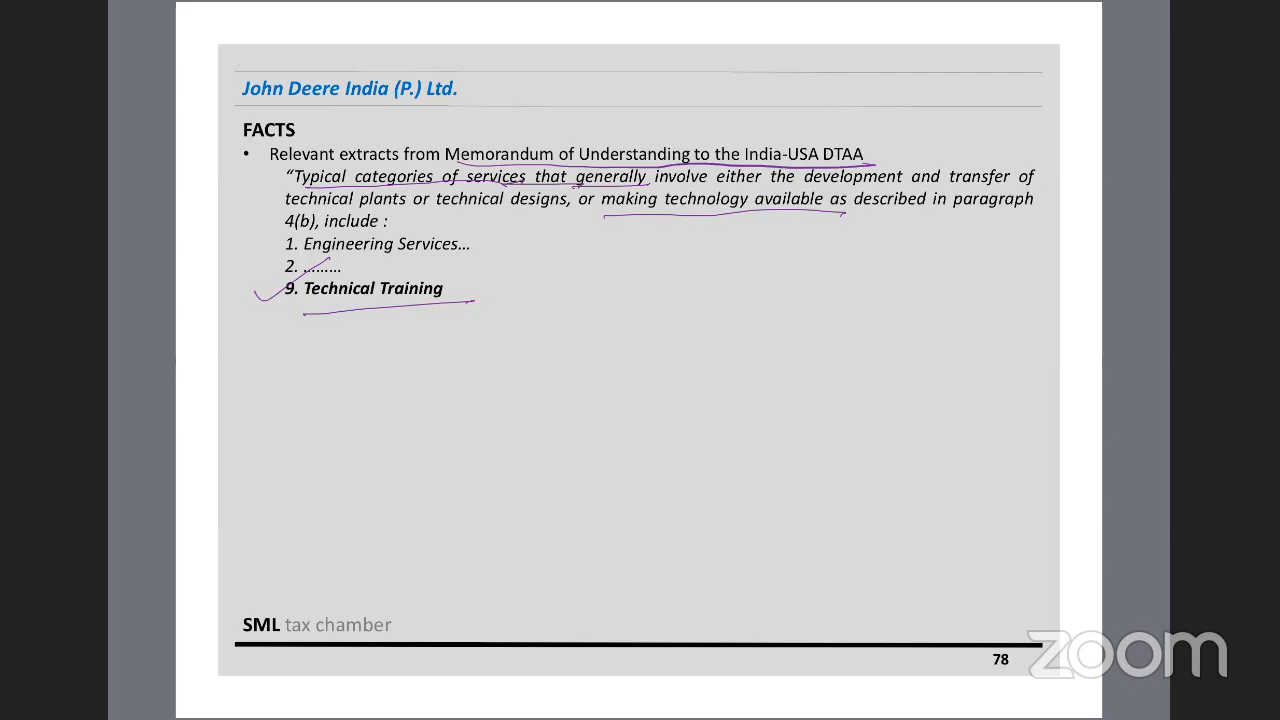 John Deere India (P.) Ltd.
FACTS
• Relevant extracts from Memorandum of Understanding to the India-USA DTAA
“Typical categories of services that generally involve either the development and transfer of
technical plants or technical designs, or making technology available as described in paragraph
4(b), include :
1. Engineering Services…
2. ………
9. Technical Training
SML tax chamber
78
zoom